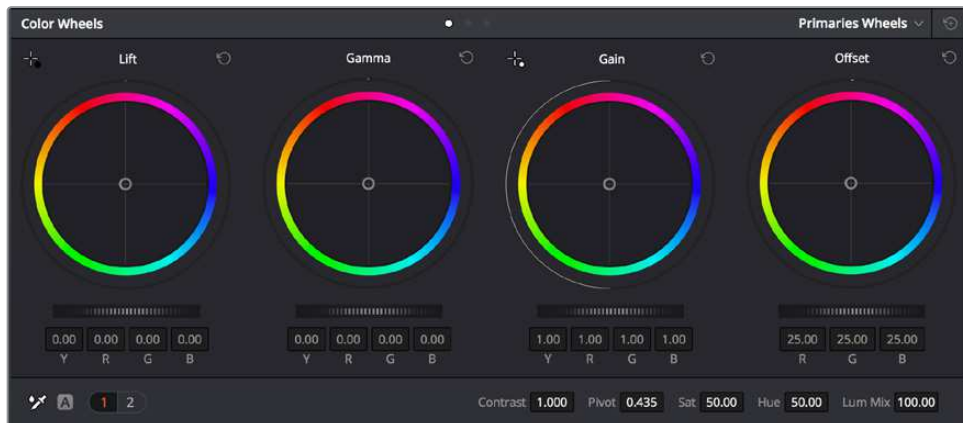 Color Wheels Primaries Wheels
Lift Gamma Gain Offset
0.00 0.00 0.00 0.00 0.00 0.00 0.00 0.00 1.00 1.00 1.00 1.00 25.00 25.00 25.00
Y R G B Y R G B Y R G B R G B
A 1 2 Contrast 1.000 Pivot 0.435 Sat 50.00 Hue 50.00 Lum Mix 100.00